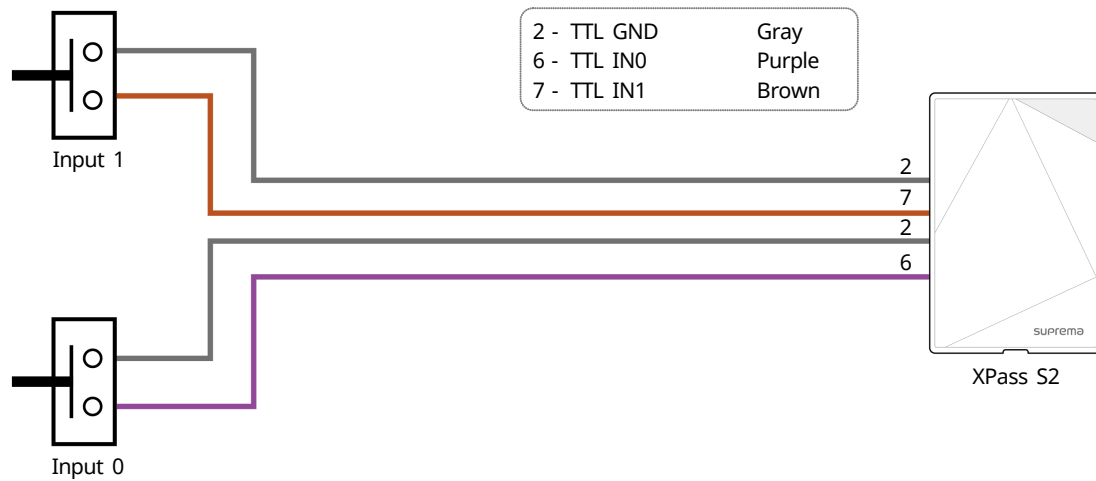 2 - TTL GND Gray
6 - TTL IN0 Purple
7 - TTL IN1 Brown
Input 1
2
7
2
6
suprema
XPass S2
Input 0